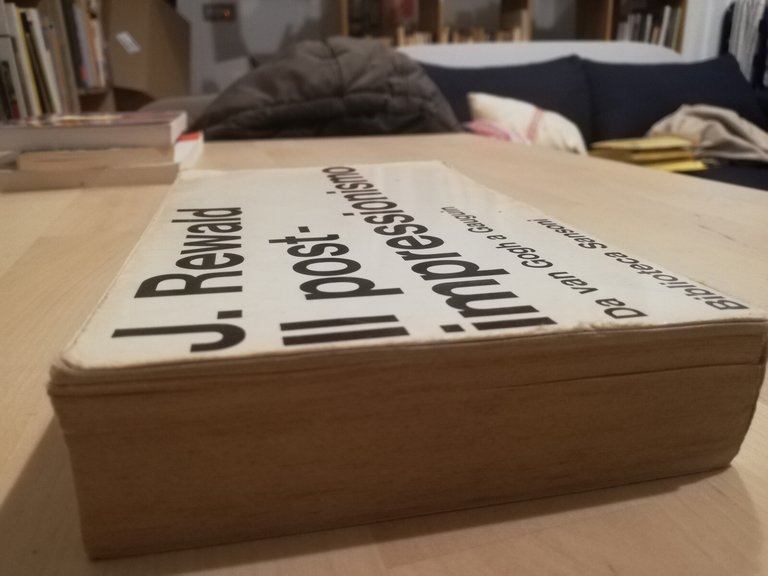 J. Rewald
Il post-
impressionismo
Da van Gogh a Gauguin
Biblioteca Sansoni